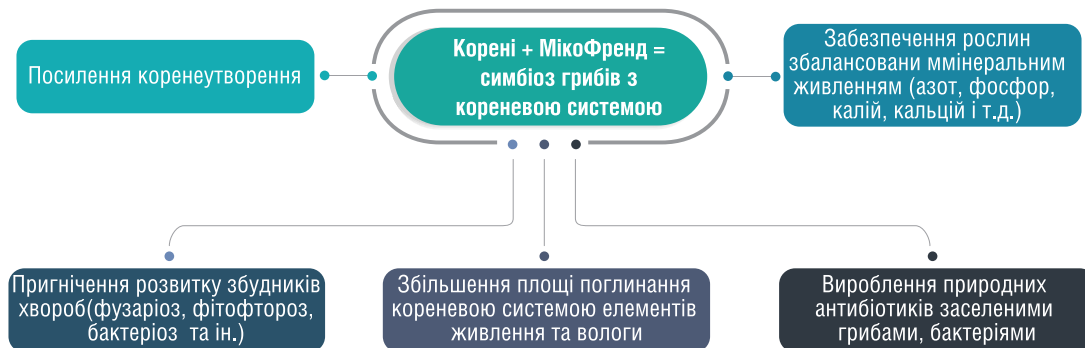 Посилення коренеутворення
Корені + МікоФренд =
симбіоз грибів з
кореневою системою
Забезпечення рослин
збалансовани ммінеральним
живленням (азот, фосфор,
калій, кальцій і т.д.)
Пригнічення розвитку збудників
хвороб(фузаріоз, фітофтороз,
бактеріоз та ін.)
Збільшення площі поглинання
кореневою системою елементів
живлення та вологи
Вироблення природних
антибіотиків заселеними
грибами, бактеріями